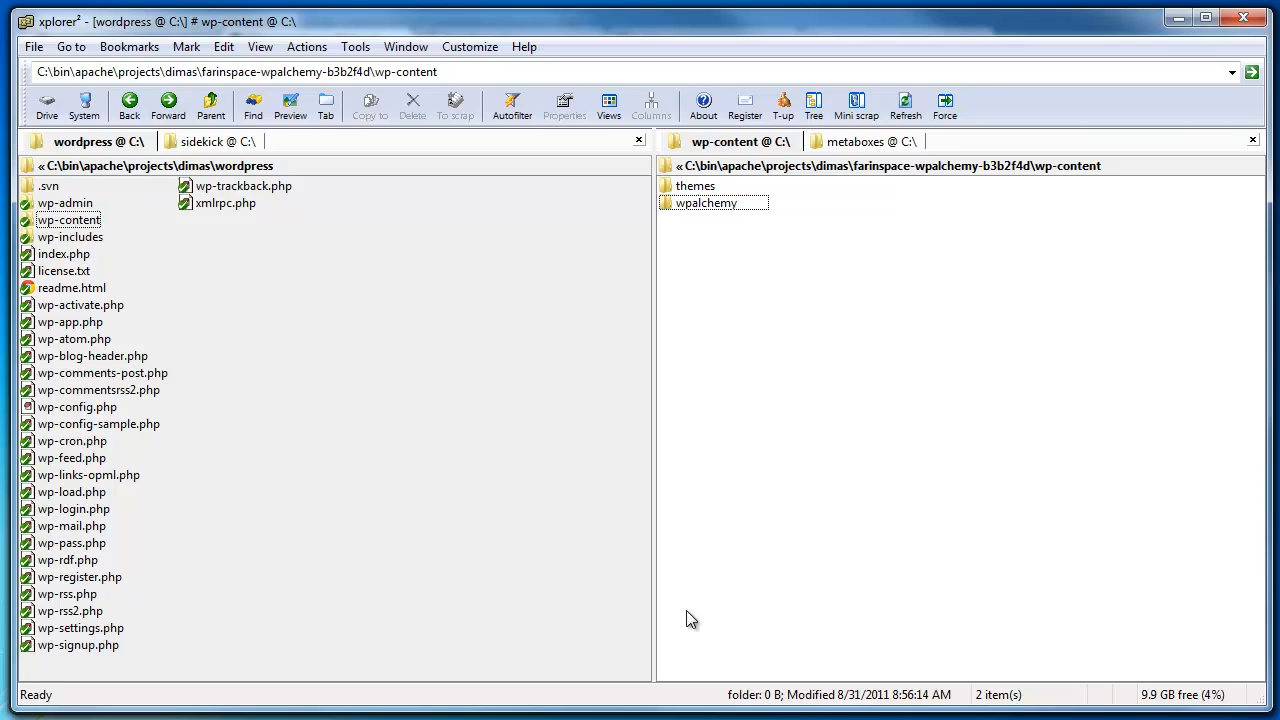 xplorer² - [wordpress @ C:\] # wp-content @ C:\
File Go to Bookmarks Mark Edit View Actions Tools Window Customize Help
C:\bin\apache\projects\dimas\farinspace-wpalchemy-b3b2f4d\wp-content
Drive System Back Forward Parent Find Preview Tab Copy to Delete To scrap Autofilter Properties Views Columns About Register T-up Tree Mini scrap Refresh Force
wordpress @ C:\ sidekick @ C:\
« C:\bin\apache\projects\dimas\wordpress
.svn
wp-admin
wp-content
wp-includes
index.php
license.txt
readme.html
wp-activate.php
wp-app.php
wp-atom.php
wp-blog-header.php
wp-comments-post.php
wp-commentsrss2.php
wp-config.php
wp-config-sample.php
wp-cron.php
wp-feed.php
wp-links-opml.php
wp-load.php
wp-login.php
wp-mail.php
wp-pass.php
wp-rdf.php
wp-register.php
wp-rss.php
wp-rss2.php
wp-settings.php
wp-signup.php
wp-trackback.php
xmlrpc.php
wp-content @ C:\ metaboxes @ C:\
« C:\bin\apache\projects\dimas\farinspace-wpalchemy-b3b2f4d\wp-content
themes
wpalchemy
Ready folder: 0 B; Modified 8/31/2011 8:56:14 AM 2 item(s) 9.9 GB free (4%)